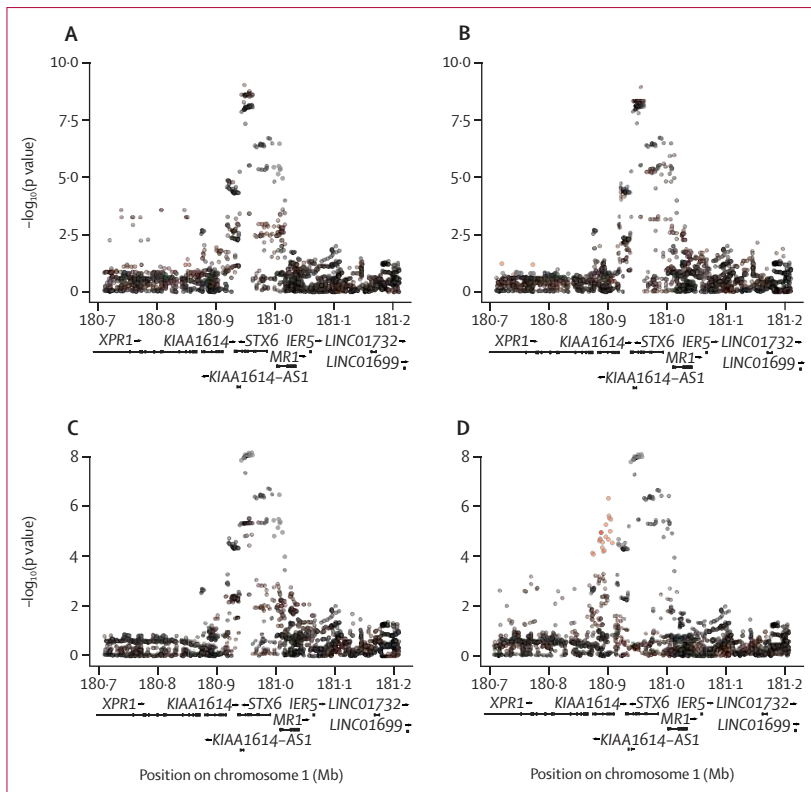 A
B
10·0
7·5
5·0
2·5
0
–log₁₀(p value)
180·7 180·8 180·9 181·0 181·1 181·2
XPR1→ KIAA1614→ →STX6 IER5→ LINC01732→
MR1→ LINC01699→
←KIAA1614–AS1
10·0
7·5
5·0
2·5
0
180·7 180·8 180·9 181·0 181·1 181·2
XPR1→ KIAA1614→ →STX6 IER5→ LINC01732→
MR1→ LINC01699→
←KIAA1614–AS1
C
D
8
6
4
2
0
–log₁₀(p value)
180·7 180·8 180·9 181·0 181·1 181·2
XPR1→ KIAA1614→ →STX6 IER5→ LINC01732→
MR1→ LINC01699→
←KIAA1614–AS1
Position on chromosome 1 (Mb)
8
6
4
2
0
180·7 180·8 180·9 181·0 181·1 181·2
XPR1→ KIAA1614→ →STX6 IER5→ LINC01732→
MR1→ LINC01699→
←KIAA1614–AS1
Position on chromosome 1 (Mb)